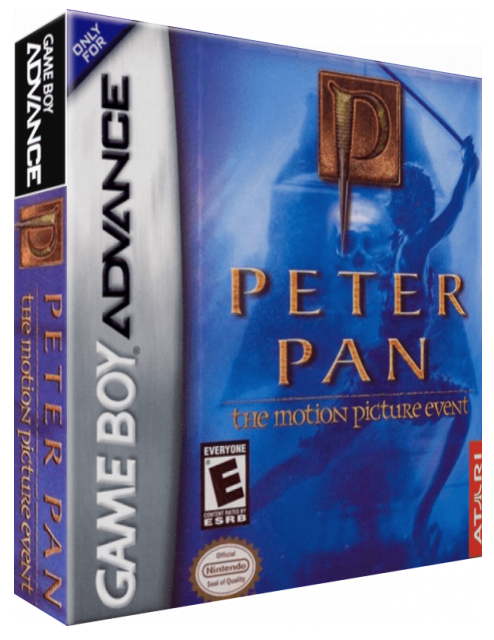 GAME BOY
ADVANCE
PETER PAN
the motion picture event
ONLY
FOR
GAME BOY ADVANCE
P
PETER
PAN
the motion picture event
EVERYONE
E
CONTENT RATED BY
ESRB
Official
Nintendo
Seal of Quality
ATARI